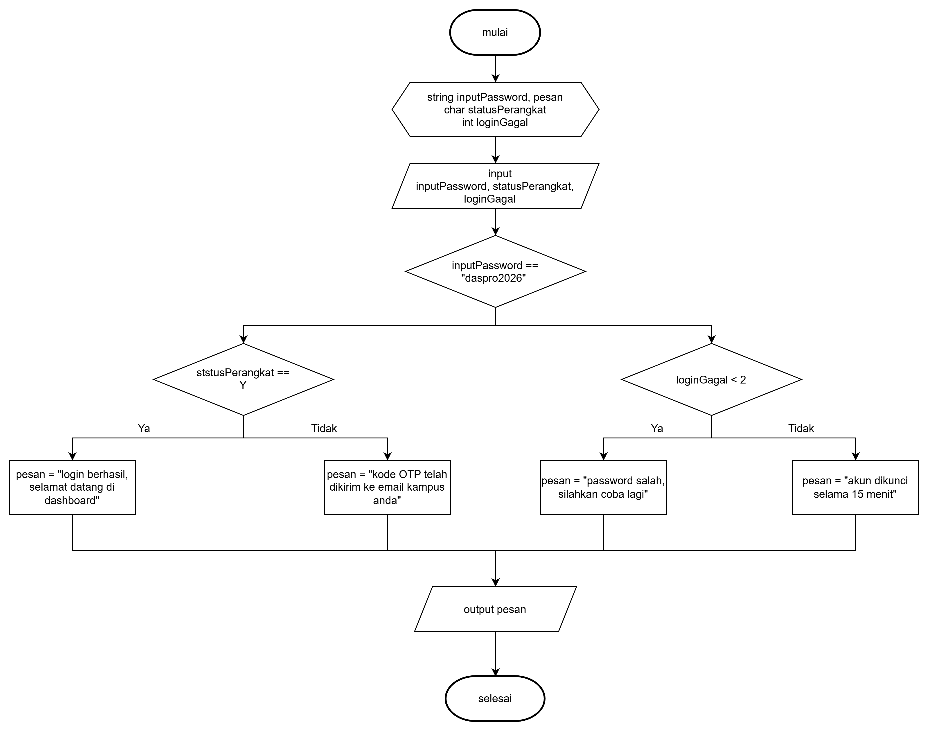 mulai
string inputPassword, pesan
char statusPerangkat
int loginGagal
input
inputPassword, statusPerangkat,
loginGagal
inputPassword ==
"daspro2026"
ststusPerangkat ==
Y
loginGagal < 2
Ya
Tidak
Ya
Tidak
pesan = "login berhasil,
selamat datang di
dashboard"
pesan = "kode OTP telah
dikirim ke email kampus
anda"
pesan = "password salah,
silahkan coba lagi"
pesan = "akun dikunci
selama 15 menit"
output pesan
selesai